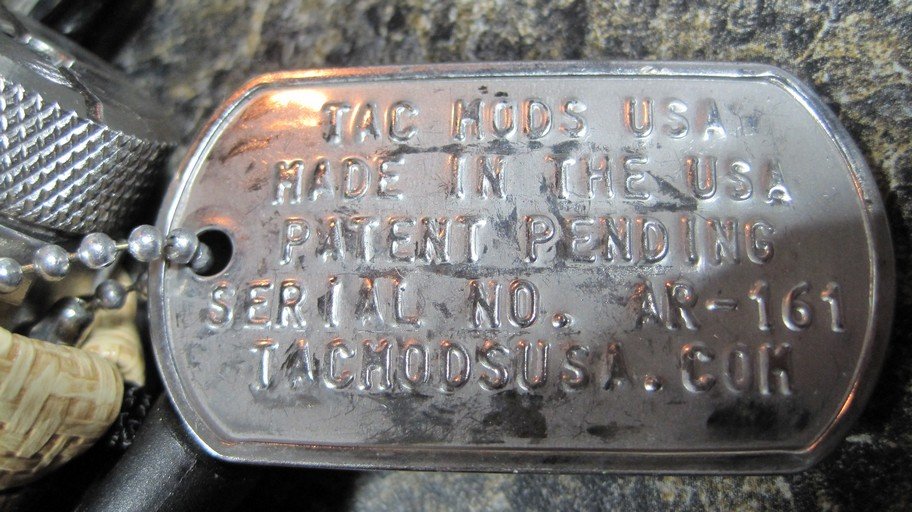 TAC MODS USA
MADE IN THE USA
PATENT PENDING
SERIAL NO. AR-161
TACMODSUSA.COM